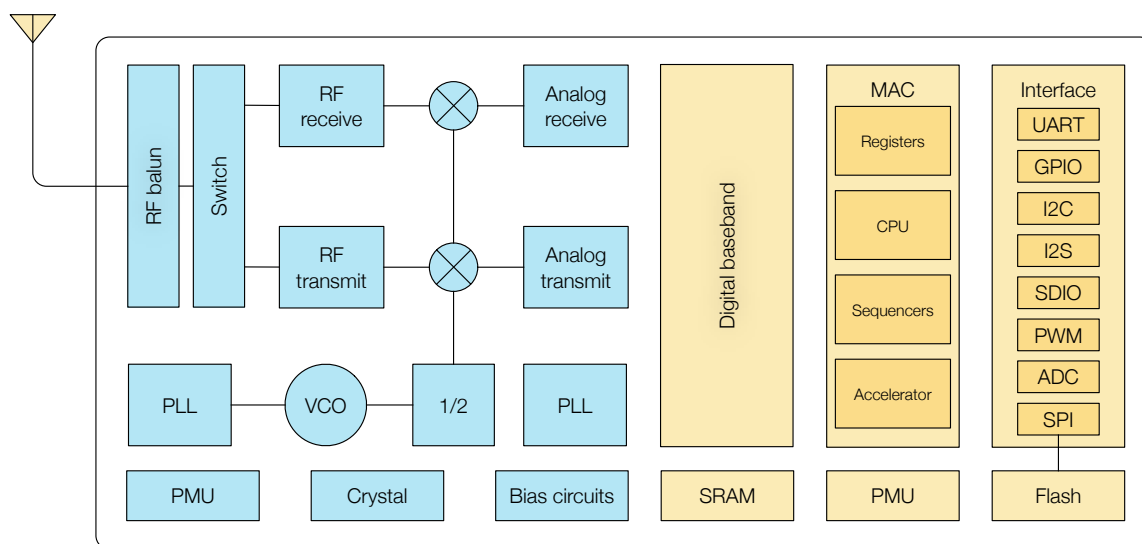 RF balun
Switch
RF
receive
Analog
receive
RF
transmit
Analog
transmit
PLL
VCO
1/2
PLL
PMU
Crystal
Bias circuits
Digital baseband
SRAM
MAC
Registers
CPU
Sequencers
Accelerator
PMU
Interface
UART
GPIO
I2C
I2S
SDIO
PWM
ADC
SPI
Flash